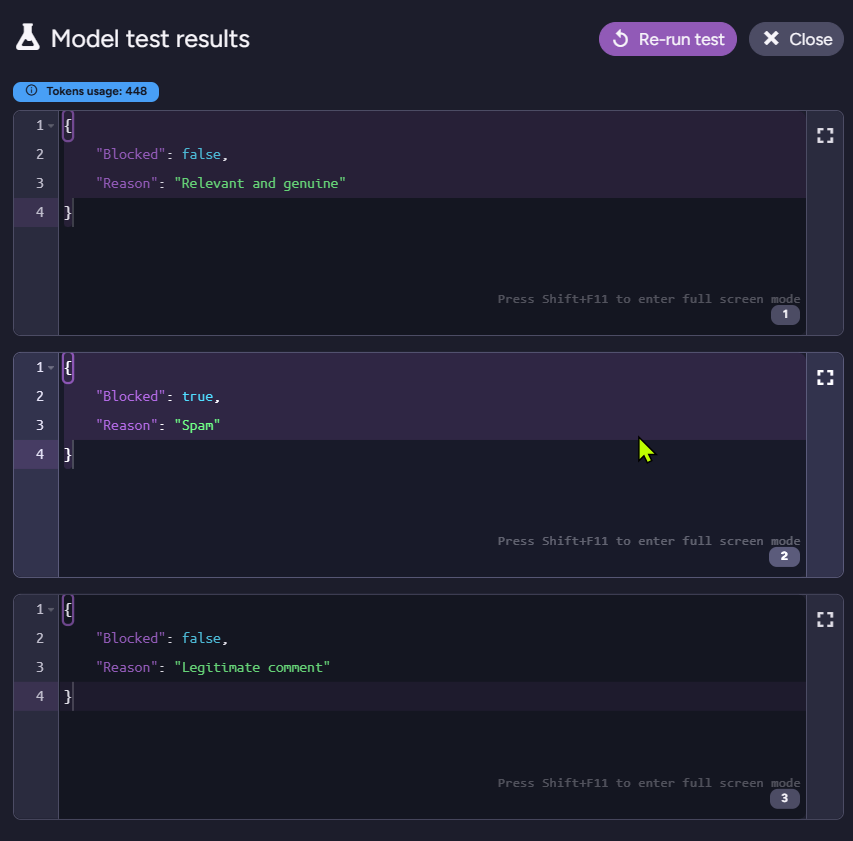 Model test results
Re-run test
Close
Tokens usage: 448
1 {
2 "Blocked": false,
3 "Reason": "Relevant and genuine"
4 }
Press Shift+F11 to enter full screen mode
1
1 {
2 "Blocked": true,
3 "Reason": "Spam"
4 }
Press Shift+F11 to enter full screen mode
2
1 {
2 "Blocked": false,
3 "Reason": "Legitimate comment"
4 }
Press Shift+F11 to enter full screen mode
3